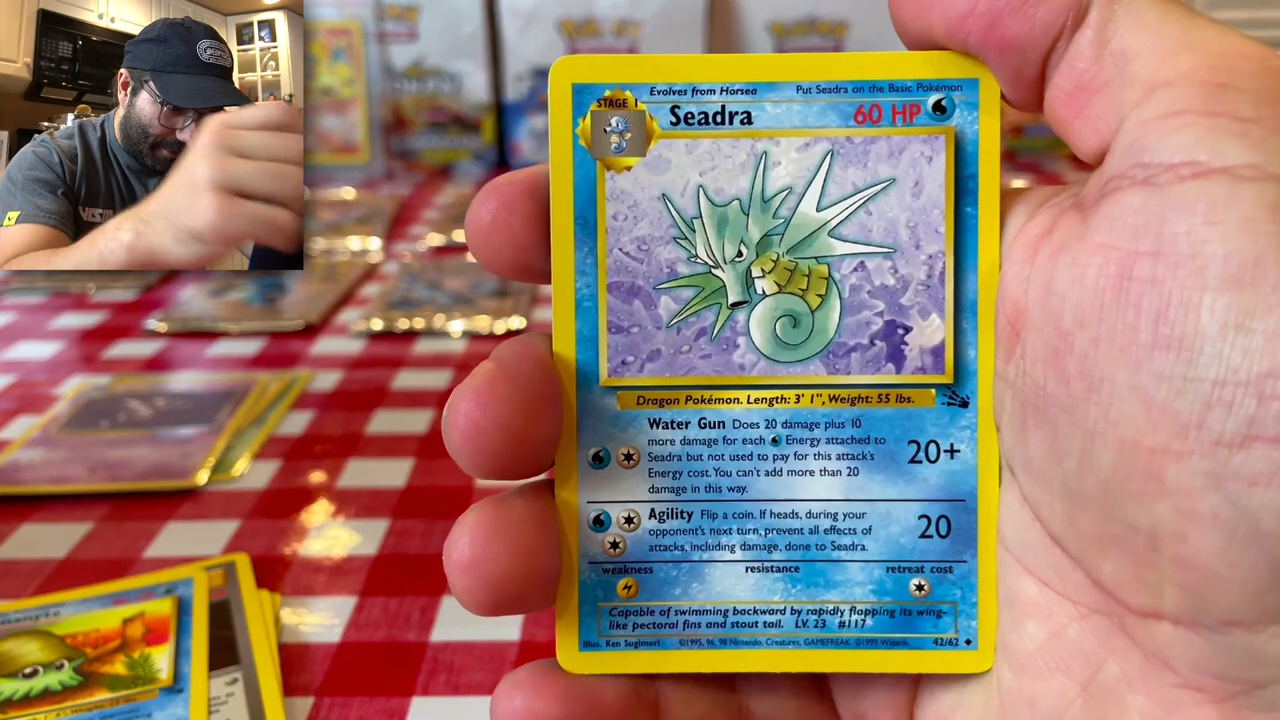 Evolves from Horsea
Put Seadra on the Basic Pokémon
STAGE 1
Seadra
60 HP
Dragon Pokémon. Length: 3' 1", Weight: 55 lbs.
Water Gun Does 20 damage plus 10
more damage for each Energy attached to
Seadra but not used to pay for this attack's
Energy cost. You can't add more than 20
damage in this way.
20+
Agility Flip a coin. If heads, during your
opponent's next turn, prevent all effects of
attacks, including damage, done to Seadra.
20
weakness
resistance
retreat cost
Capable of swimming backward by rapidly flapping its wing-
like pectoral fins and stout tail. LV. 23 #117
Illus. Ken Sugimori
©1995, 96, 98 Nintendo, Creatures, GAMEFREAK. ©1999 Wizards.
42/62